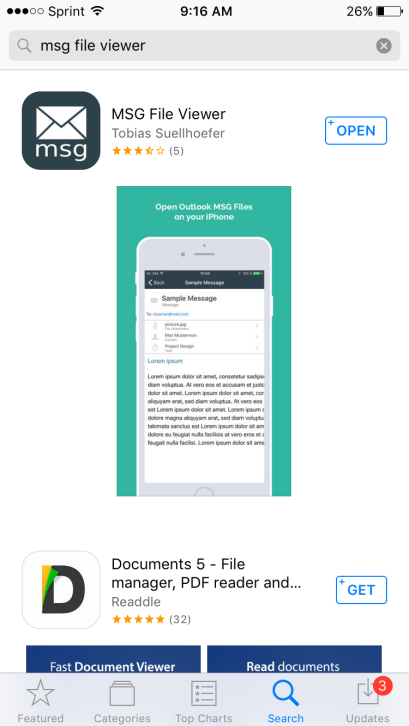 Sprint 9:16 AM 26%
msg file viewer
msg
MSG File Viewer
Tobias Suellhoefer
(5)
+ OPEN
Open Outlook MSG Files
on your iPhone
Back Sample Message
Sample Message
Message
To: receiver@mail.com
picture.jpg
File Attachment
Max Mustermann
Contact
Project Design
Task
Lorem ipsum
Lorem ipsum dolor sit amet, consetetur sadips
diam voluptua. At vero eos et accusam et justo
dolor sit amet. Lorem ipsum dolor sit amet, con
aliquyam erat, sed diam voluptua. At vero eos
est Lorem ipsum dolor sit amet. Lorem ipsum
dolore magna aliquyam erat, sed diam voluptu
takimata sanctus est Lorem ipsum dolor sit am
dolore eu feugiat nulla facilisis at vero eros et
feugait nulla facilisi. Lorem ipsum dolor sit ame
D
Documents 5 - File
manager, PDF reader and...
Readdle
(32)
+ GET
Fast Document Viewer
Read documents
3
Featured Categories Top Charts Search Updates